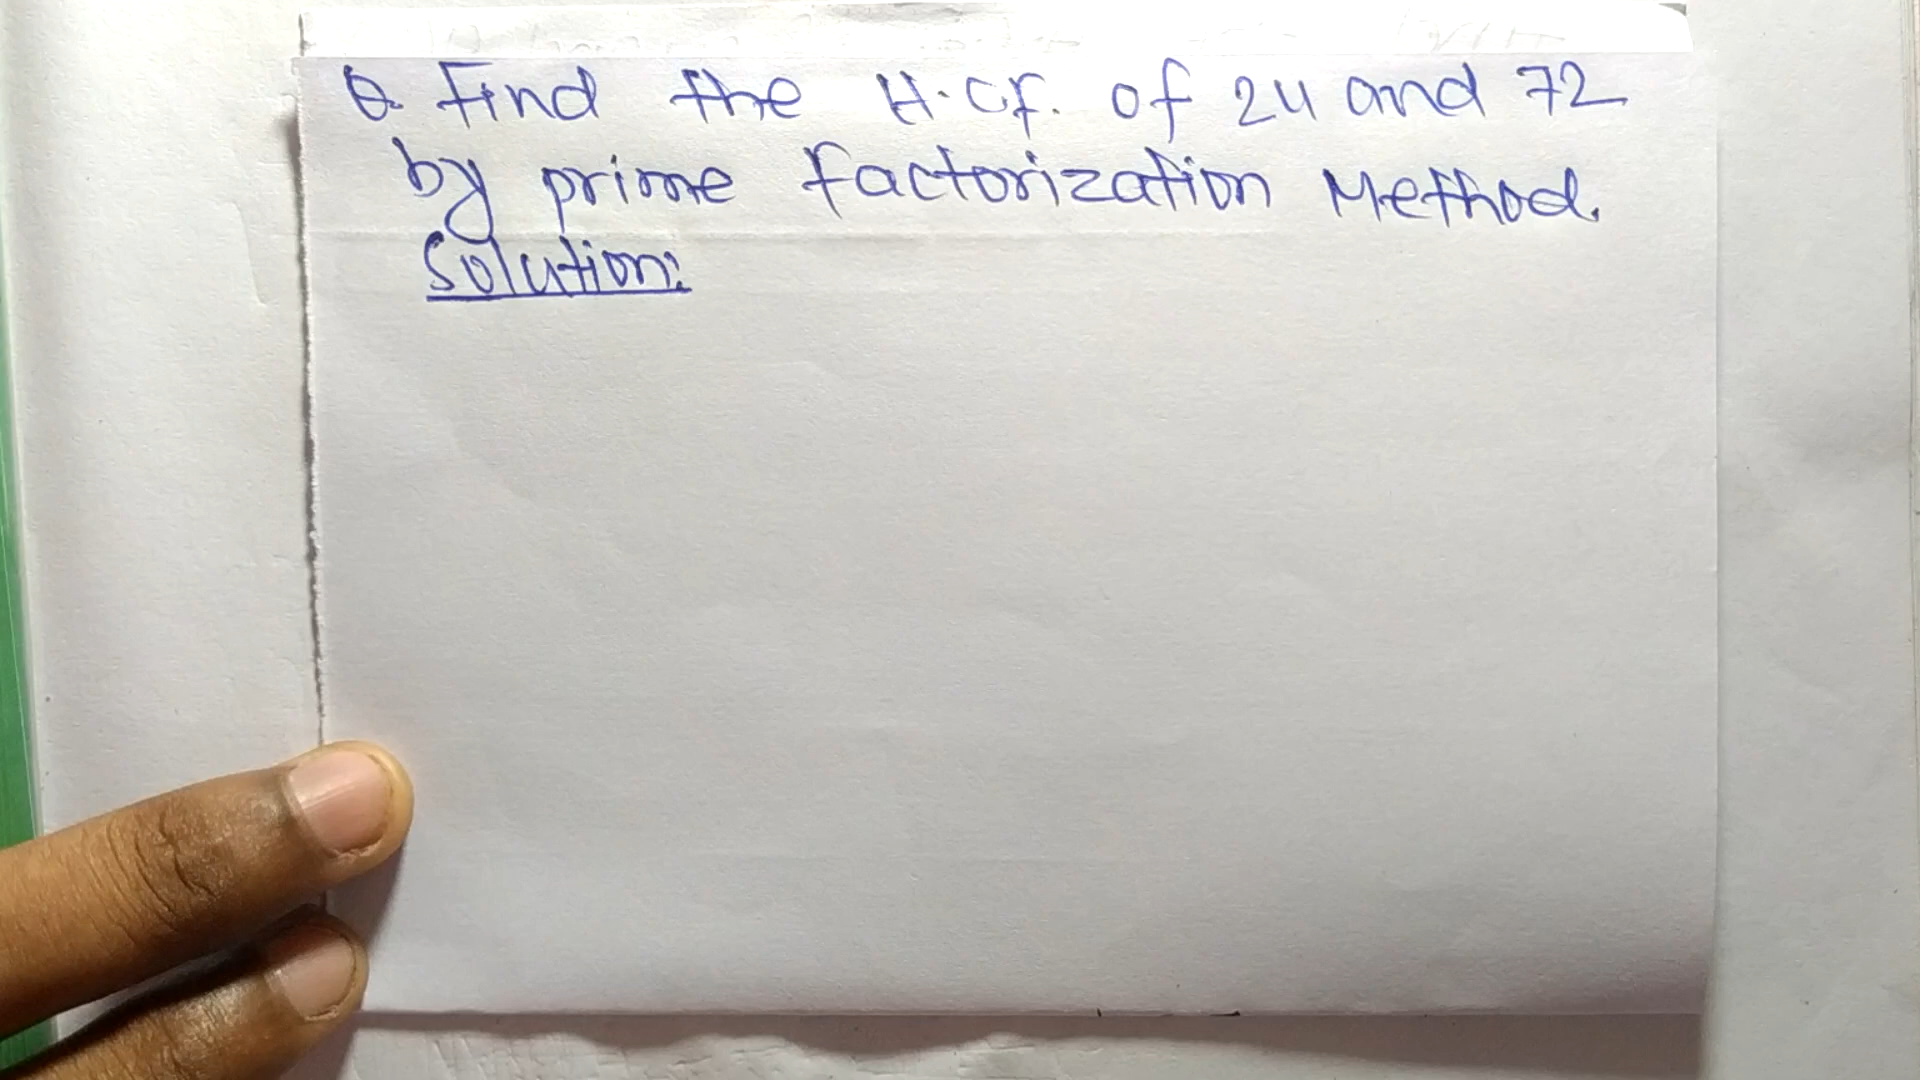 Q. Find the H.C.F. of 24 and 72
by prime factorization Method.
Solution: